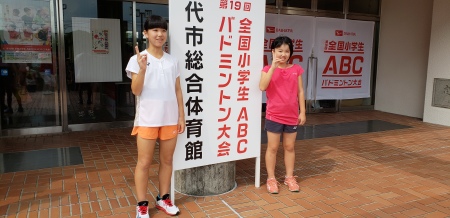 第19回
全国小学生ABC
バドミントン大会
代市総合体育館
全国小学生
ABC
バドミントン大会